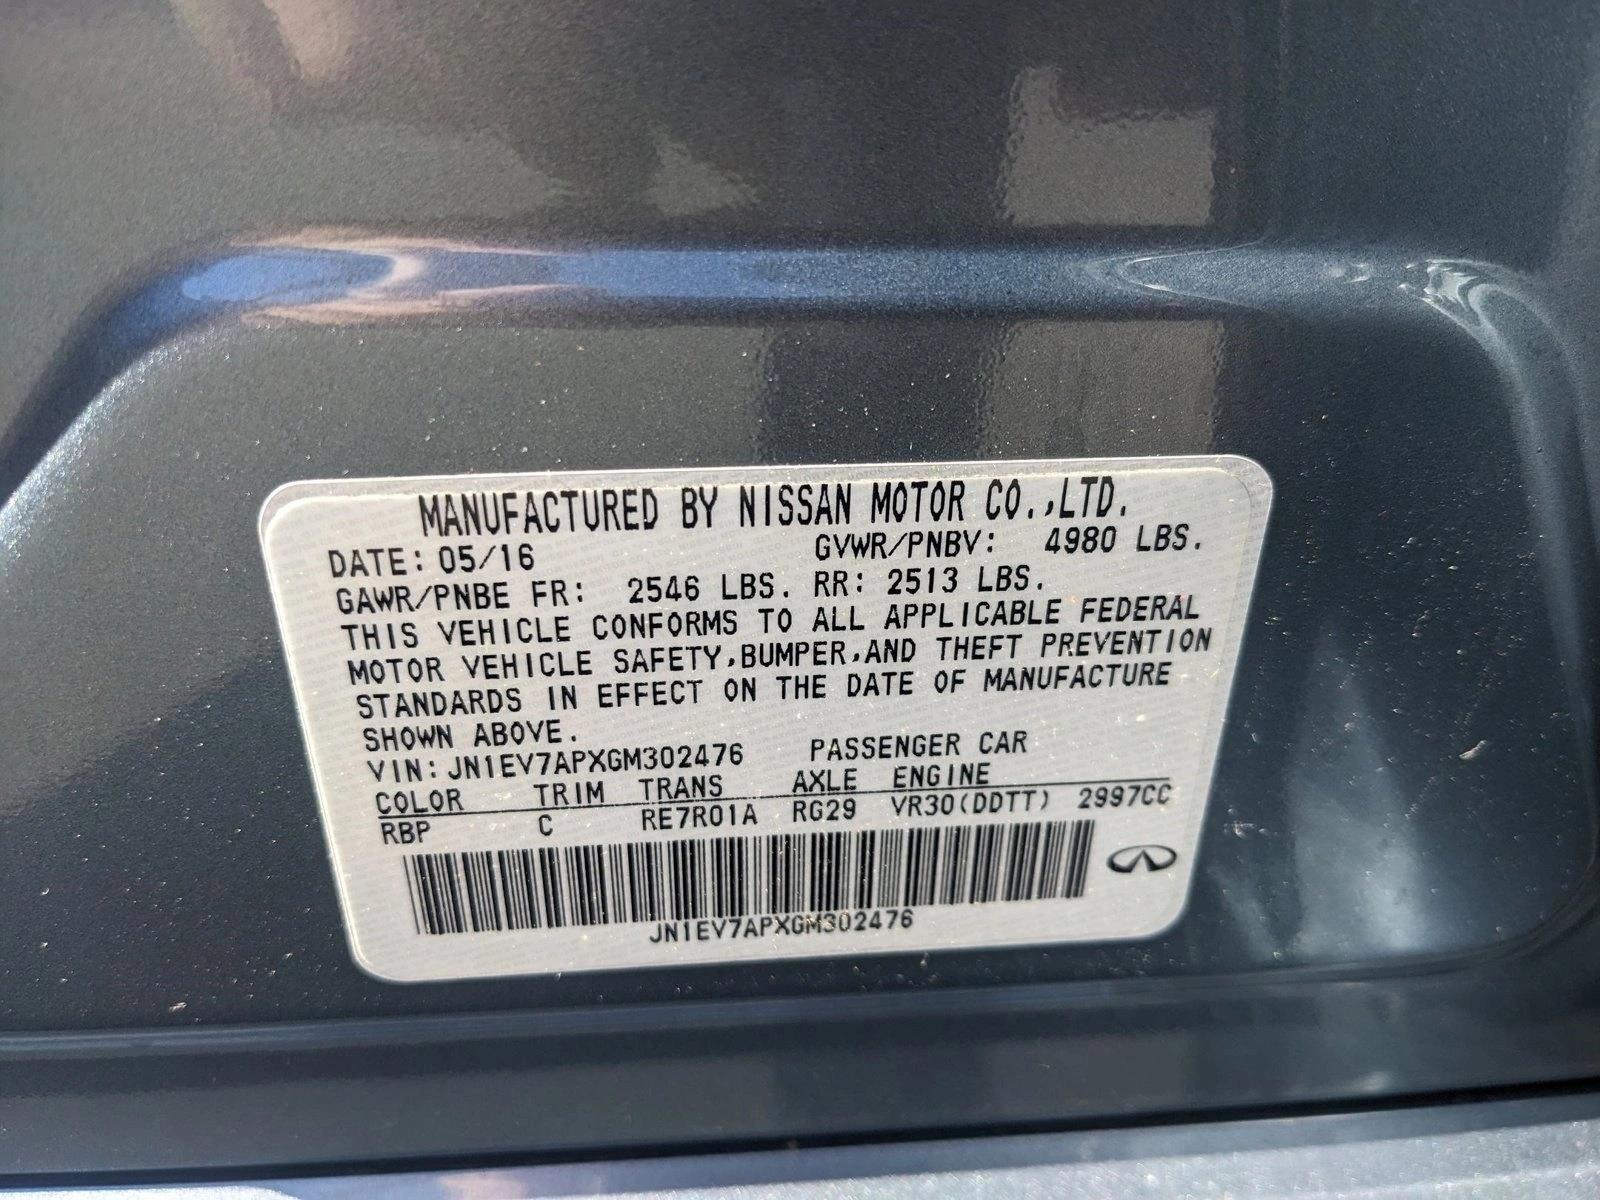 MANUFACTURED BY NISSAN MOTOR CO.,LTD.
DATE: 05/16 GVWR/PNBV: 4980 LBS.
GAWR/PNBE FR: 2546 LBS. RR: 2513 LBS.
THIS VEHICLE CONFORMS TO ALL APPLICABLE FEDERAL
MOTOR VEHICLE SAFETY,BUMPER,AND THEFT PREVENTION
STANDARDS IN EFFECT ON THE DATE OF MANUFACTURE
SHOWN ABOVE.
VIN: JN1EV7APXGM302476 PASSENGER CAR
COLOR TRIM TRANS AXLE ENGINE
RBP C RE7R01A RG29 VR30(DDTT) 2997CC
JN1EV7APXGM302476